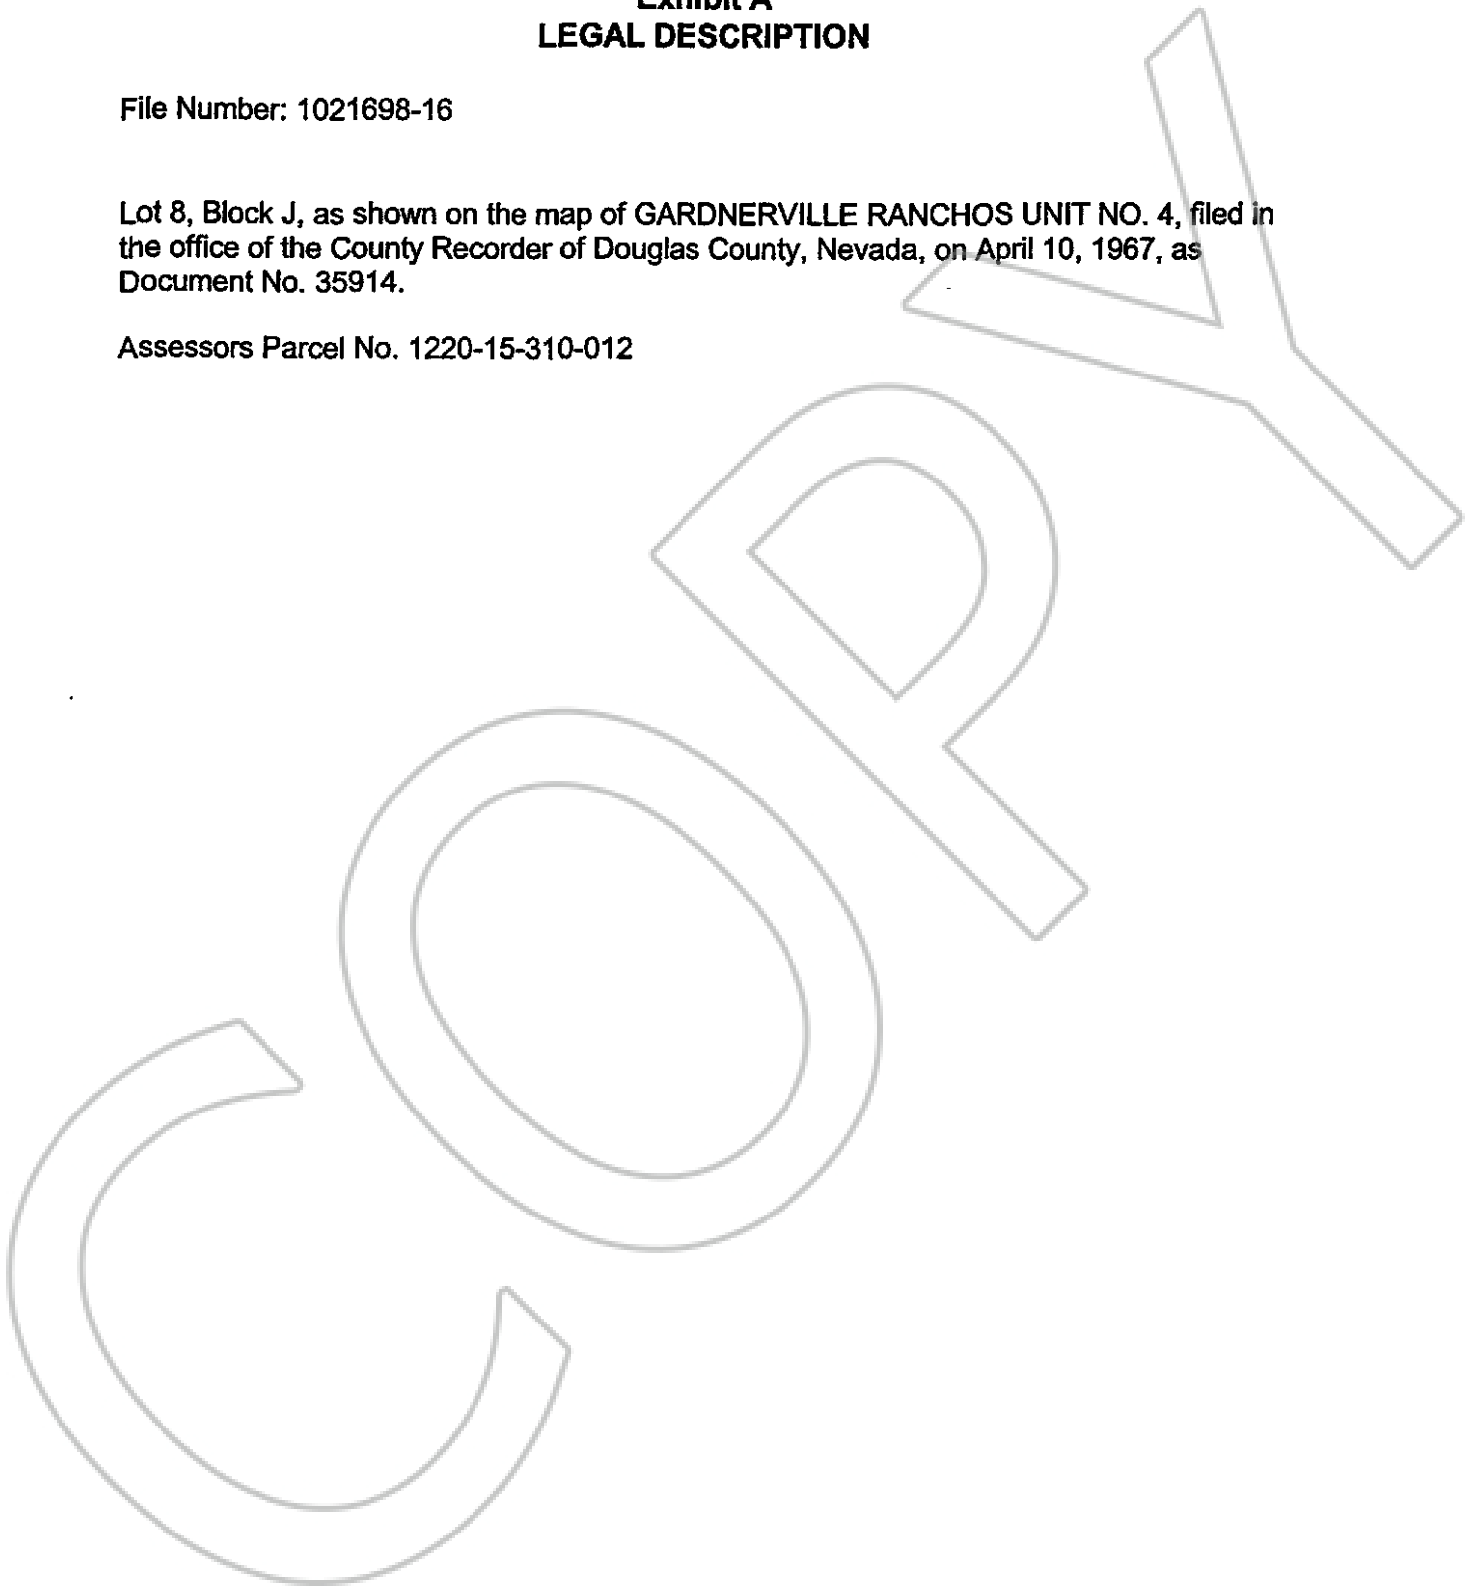 Exhibit A
LEGAL DESCRIPTION
File Number: 1021698-16
Lot 8, Block J, as shown on the map of GARDNERVILLE RANCHOS UNIT NO. 4, filed in
the office of the County Recorder of Douglas County, Nevada, on April 10, 1967, as
Document No. 35914.
Assessors Parcel No. 1220-15-310-012
COPY